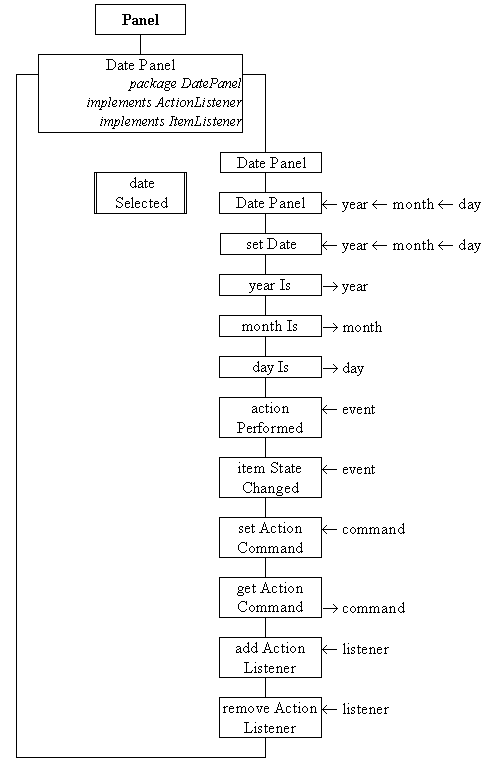 Panel
Date Panel
package DatePanel
implements ActionListener
implements ItemListener
Date Panel
date
Selected
Date Panel ← year ← month ← day
set Date ← year ← month ← day
year Is → year
month Is → month
day Is → day
action ← event
Performed
item State ← event
Changed
set Action ← command
Command
get Action
Command → command
add Action ← listener
Listener
remove Action ← listener
Listener